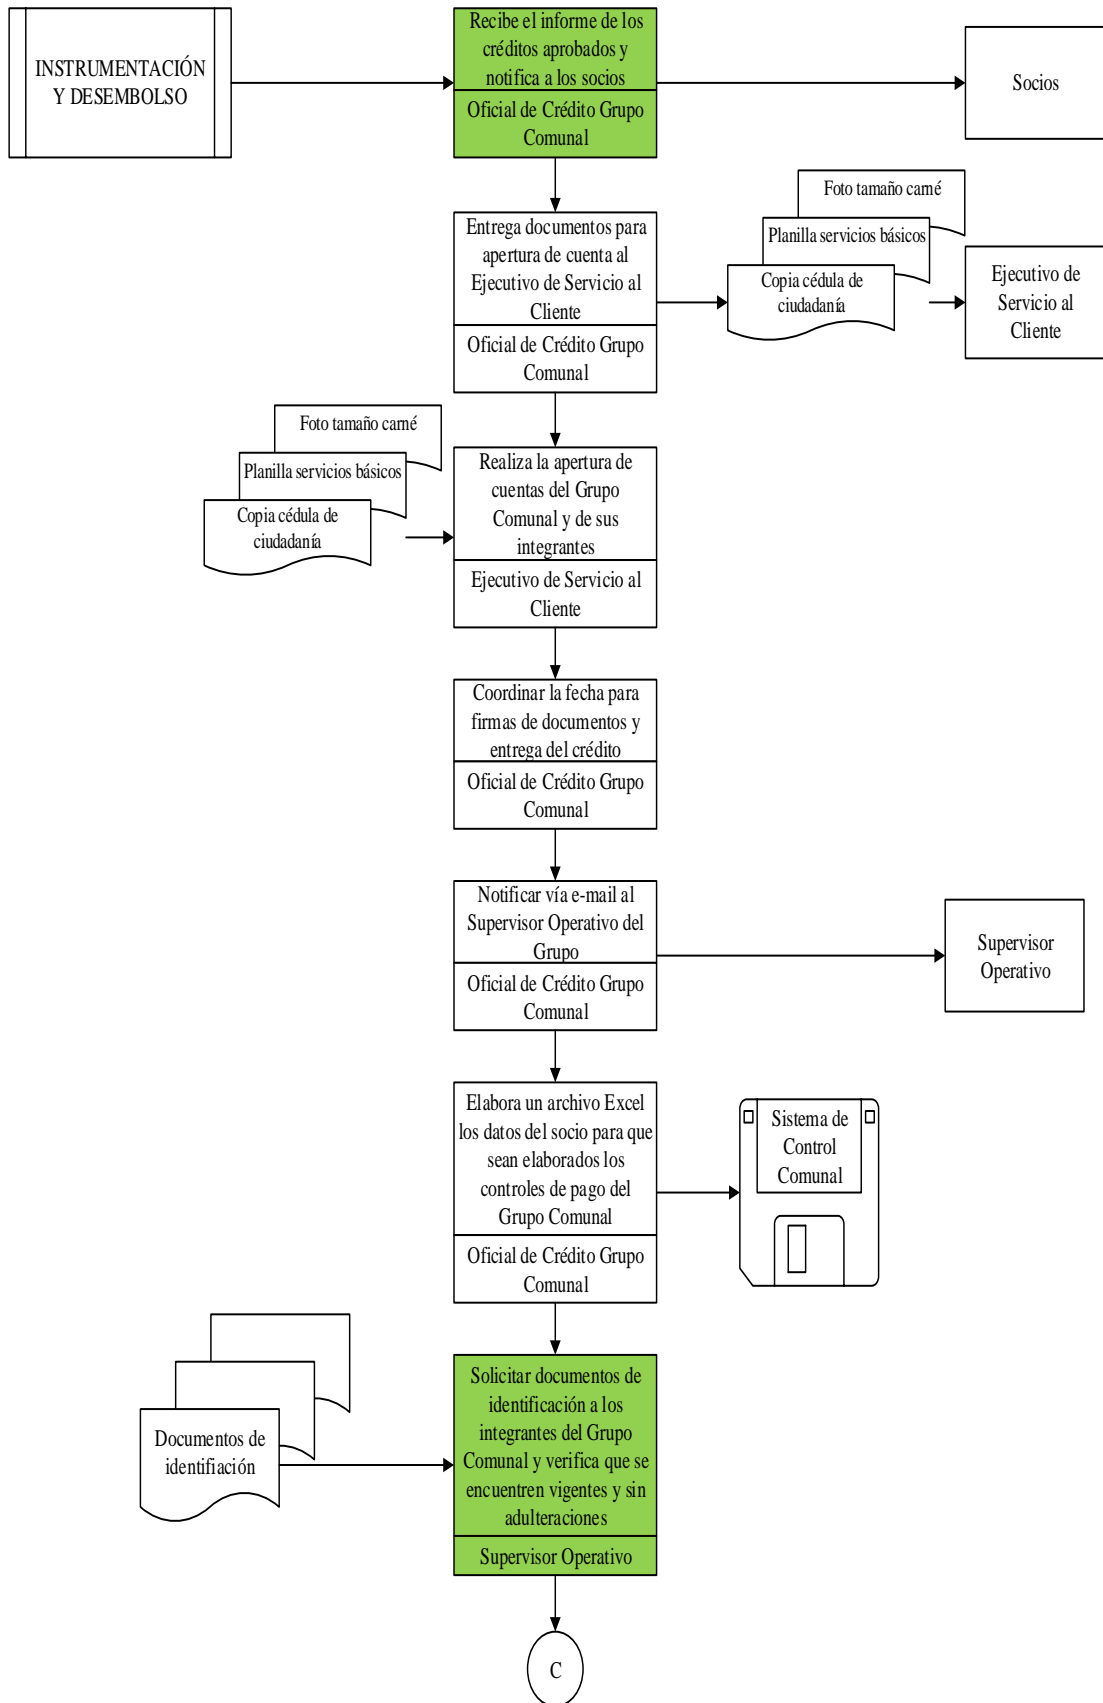 INSTRUMENTACIÓN
Y DESEMBOLSO
Recibe el informe de los
créditos aprobados y
notifica a los socios
Oficial de Crédito Grupo
Comunal
Socios
Entrega documentos para
apertura de cuenta al
Ejecutivo de Servicio al
Cliente
Oficial de Crédito Grupo
Comunal
Foto tamaño carné
Planilla servicios básicos
Copia cédula de
ciudadanía
Ejecutivo de
Servicio al
Cliente
Foto tamaño carné
Planilla servicios básicos
Copia cédula de
ciudadanía
Realiza la apertura de
cuentas del Grupo
Comunal y de sus
integrantes
Ejecutivo de Servicio al
Cliente
Coordinar la fecha para
firmas de documentos y
entrega del crédito
Oficial de Crédito Grupo
Comunal
Notificar vía e-mail al
Supervisor Operativo del
Grupo
Oficial de Crédito Grupo
Comunal
Supervisor
Operativo
Elabora un archivo Excel
los datos del socio para que
sean elaborados los
controles de pago del
Grupo Comunal
Oficial de Crédito Grupo
Comunal
Sistema de
Control
Comunal
Documentos de
identifiación
Solicitar documentos de
identificación a los
integrantes del Grupo
Comunal y verifica que se
encuentren vigentes y sin
adulteraciones
Supervisor Operativo
C